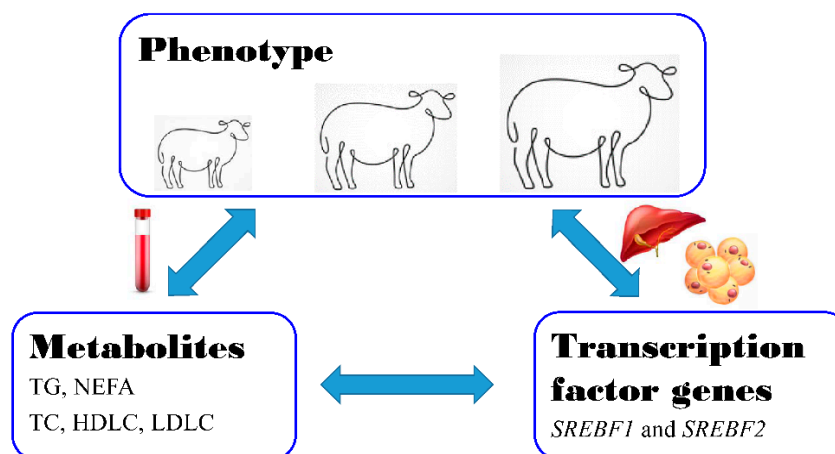 Phenotype
Metabolites
TG, NEFA
TC, HDLC, LDLC
Transcription
factor genes
SREBF1 and SREBF2